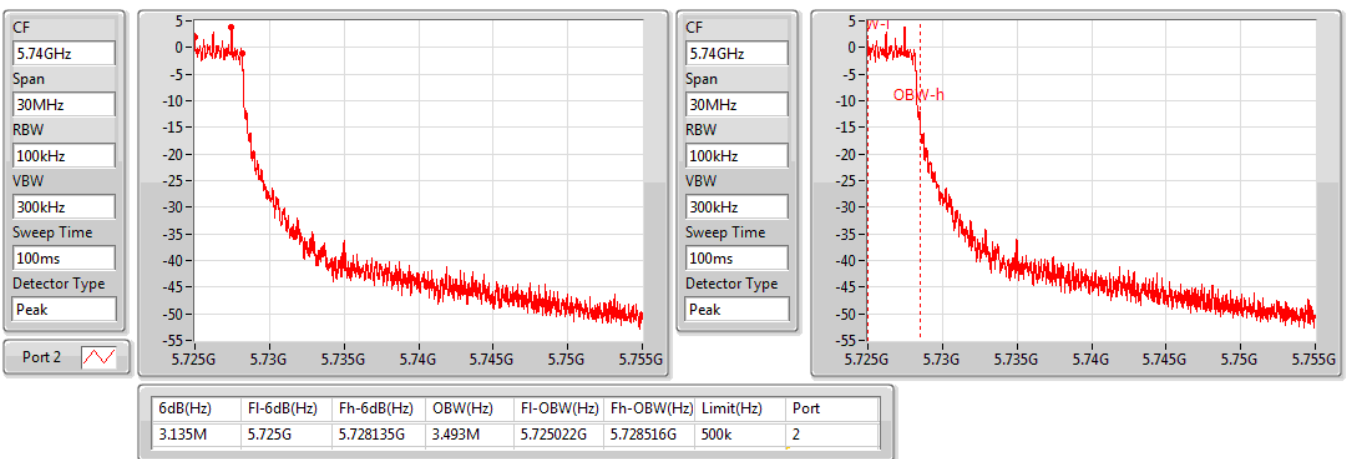 CF
5.74GHz
Span
30MHz
RBW
100kHz
VBW
300kHz
Sweep Time
100ms
Detector Type
Peak
Port 2
5
0
-5
-10
-15
-20
-25
-30
-35
-40
-45
-50
-55
5.725G 5.73G 5.735G 5.74G 5.745G 5.75G 5.755G
CF
5.74GHz
Span
30MHz
RBW
100kHz
VBW
300kHz
Sweep Time
100ms
Detector Type
Peak
5
0
-5
-10
-15
-20
-25
-30
-35
-40
-45
-50
-55
OBW-h
5.725G 5.73G 5.735G 5.74G 5.745G 5.75G 5.755G
6dB(Hz) Fl-6dB(Hz) Fh-6dB(Hz) OBW(Hz) Fl-OBW(Hz) Fh-OBW(Hz) Limit(Hz) Port
3.135M 5.725G 5.728135G 3.493M 5.725022G 5.728516G 500k 2